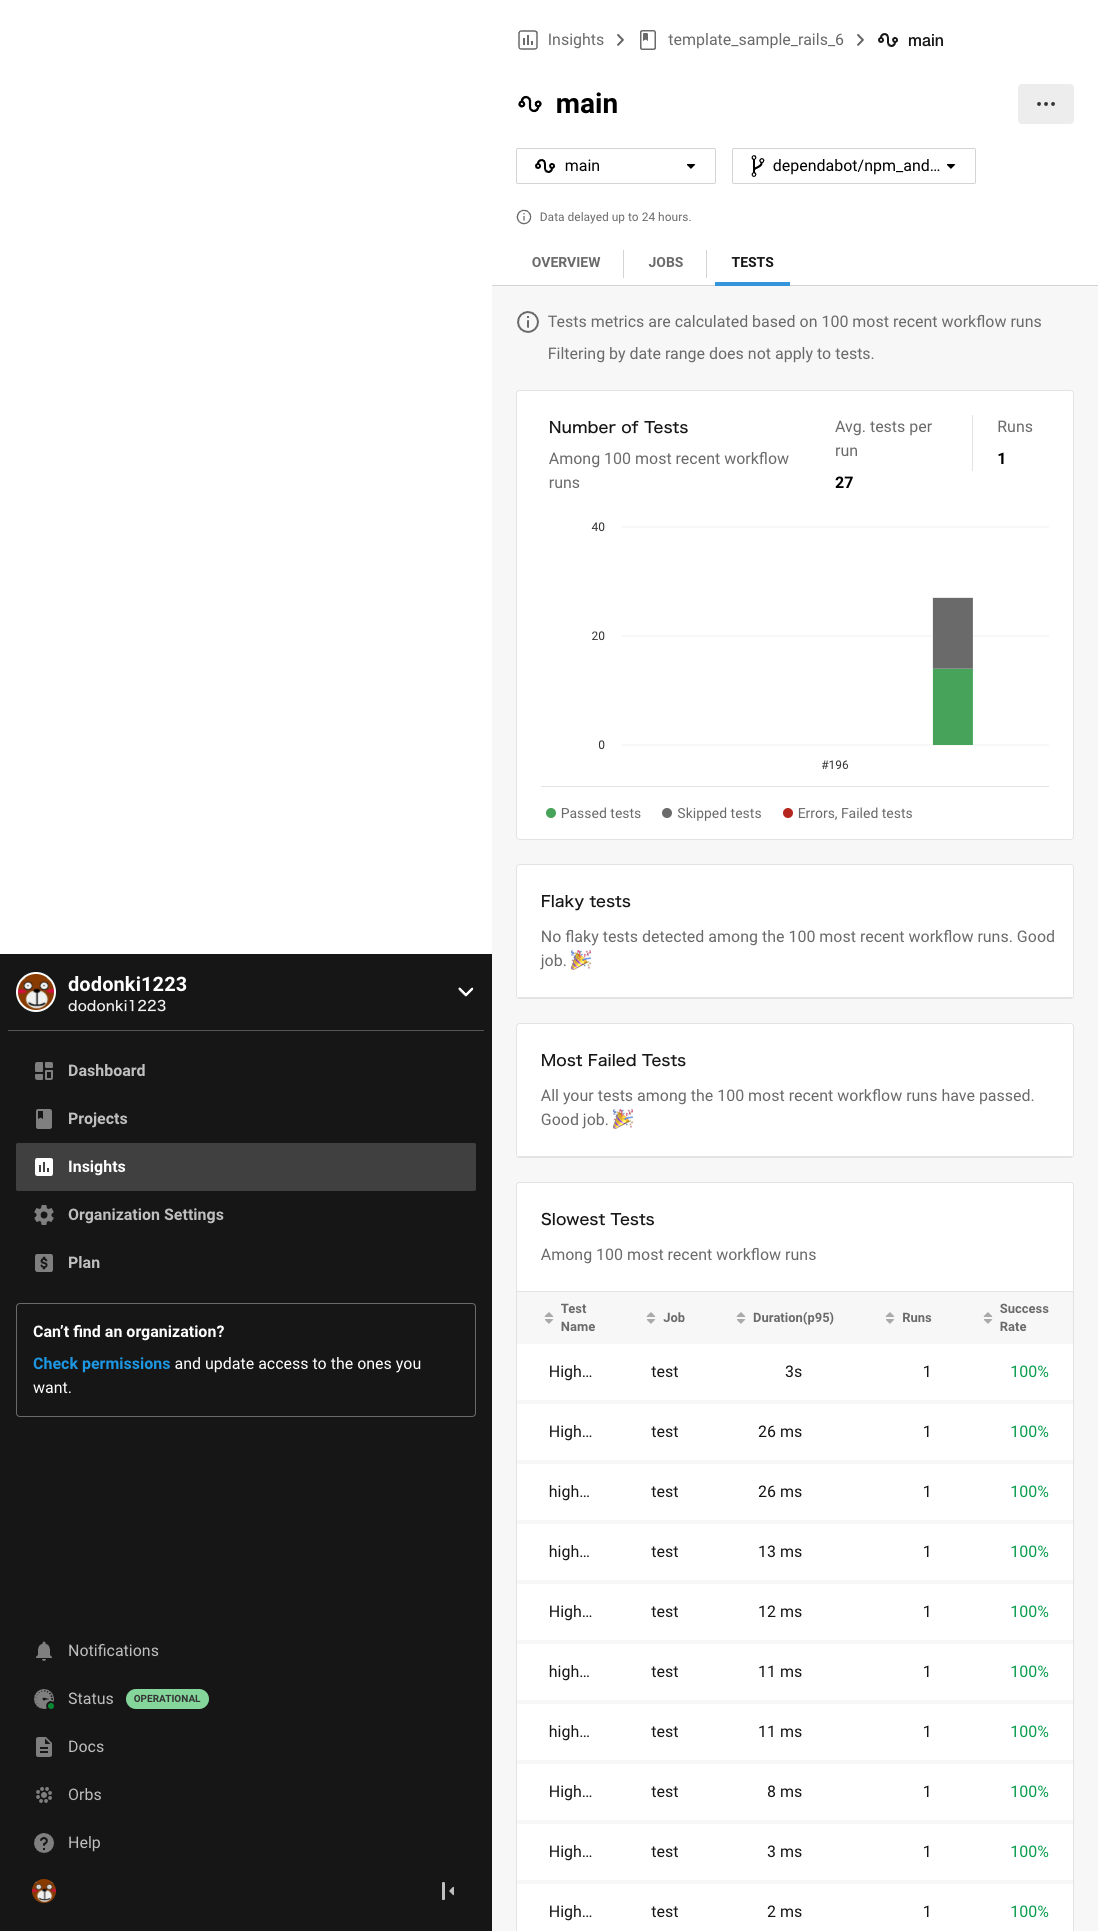 Insights
template_sample_rails_6
main
main
main
dependabot/npm_and...
Data delayed up to 24 hours.
OVERVIEW
JOBS
TESTS
Tests metrics are calculated based on 100 most recent workflow runs
Filtering by date range does not apply to tests.
Number of Tests
Among 100 most recent workflow
runs
Avg. tests per
run
27
Runs
1
40
20
0
#196
Passed tests
Skipped tests
Errors, Failed tests
Flaky tests
No flaky tests detected among the 100 most recent workflow runs. Good
job. 🎉
Most Failed Tests
All your tests among the 100 most recent workflow runs have passed.
Good job. 🎉
Slowest Tests
Among 100 most recent workflow runs
Test
Name
Job
Duration(p95)
Runs
Success
Rate
High... test 3s 1 100%
High... test 26 ms 1 100%
high... test 26 ms 1 100%
high... test 13 ms 1 100%
High... test 12 ms 1 100%
high... test 11 ms 1 100%
high... test 11 ms 1 100%
High... test 8 ms 1 100%
High... test 3 ms 1 100%
High... test 2 ms 1 100%
dodonki1223
dodonki1223
Dashboard
Projects
Insights
Organization Settings
Plan
Can't find an organization?
Check permissions and update access to the ones you
want.
Notifications
Status OPERATIONAL
Docs
Orbs
Help